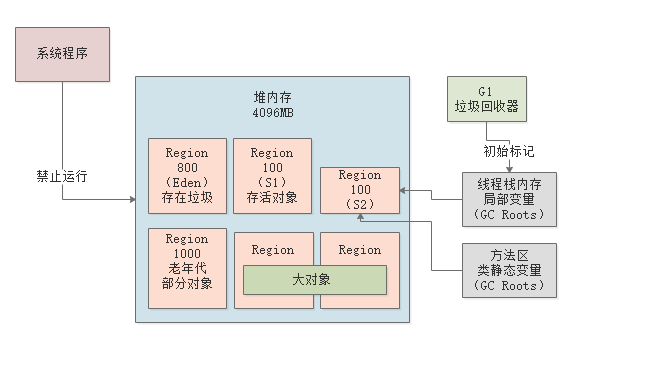 系统程序
禁止运行
堆内存
4096MB
Region
800
（Eden）
存在垃圾
Region
100
（S1）
存活对象
Region
100
（S2）
Region
1000
老年代
部分对象
Region
Region
大对象
G1
垃圾回收器
初始标记
线程栈内存
局部变量
（GC Roots）
方法区
类静态变量
（GC Roots）